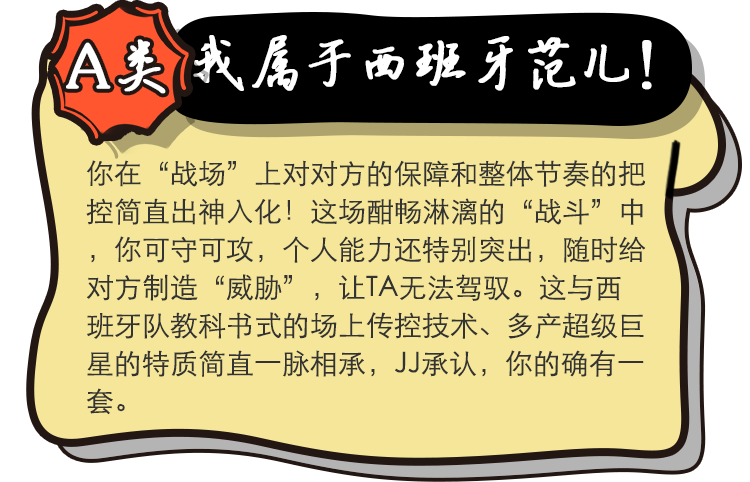 A类 我属于西班牙范儿！
你在“战场”上对对方的保障和整体节奏的把
控简直出神入化！这场酣畅淋漓的“战斗”中
，你可守可攻，个人能力还特别突出，随时给
对方制造“威胁”，让TA无法驾驭。这与西
班牙队教科书式的场上传控技术、多产超级巨
星的特质简直一脉相承，JJ承认，你的确有一
套。